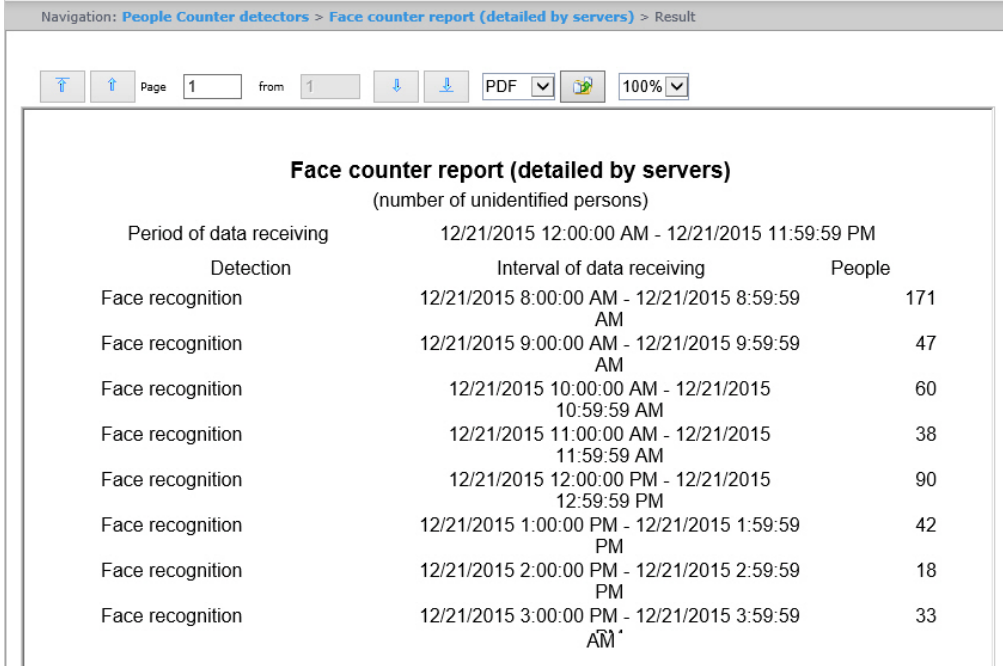 Navigation: People Counter detectors > Face counter report (detailed by servers) > Result
Page 1 from 1 PDF 100%
Face counter report (detailed by servers)
(number of unidentified persons)
Period of data receiving 12/21/2015 12:00:00 AM - 12/21/2015 11:59:59 PM
Detection Interval of data receiving People
Face recognition 12/21/2015 8:00:00 AM - 12/21/2015 8:59:59 171
AM
Face recognition 12/21/2015 9:00:00 AM - 12/21/2015 9:59:59 47
AM
Face recognition 12/21/2015 10:00:00 AM - 12/21/2015 60
10:59:59 AM
Face recognition 12/21/2015 11:00:00 AM - 12/21/2015 38
11:59:59 AM
Face recognition 12/21/2015 12:00:00 PM - 12/21/2015 90
12:59:59 PM
Face recognition 12/21/2015 1:00:00 PM - 12/21/2015 1:59:59 42
PM
Face recognition 12/21/2015 2:00:00 PM - 12/21/2015 2:59:59 18
PM
Face recognition 12/21/2015 3:00:00 PM - 12/21/2015 3:59:59 33
AM